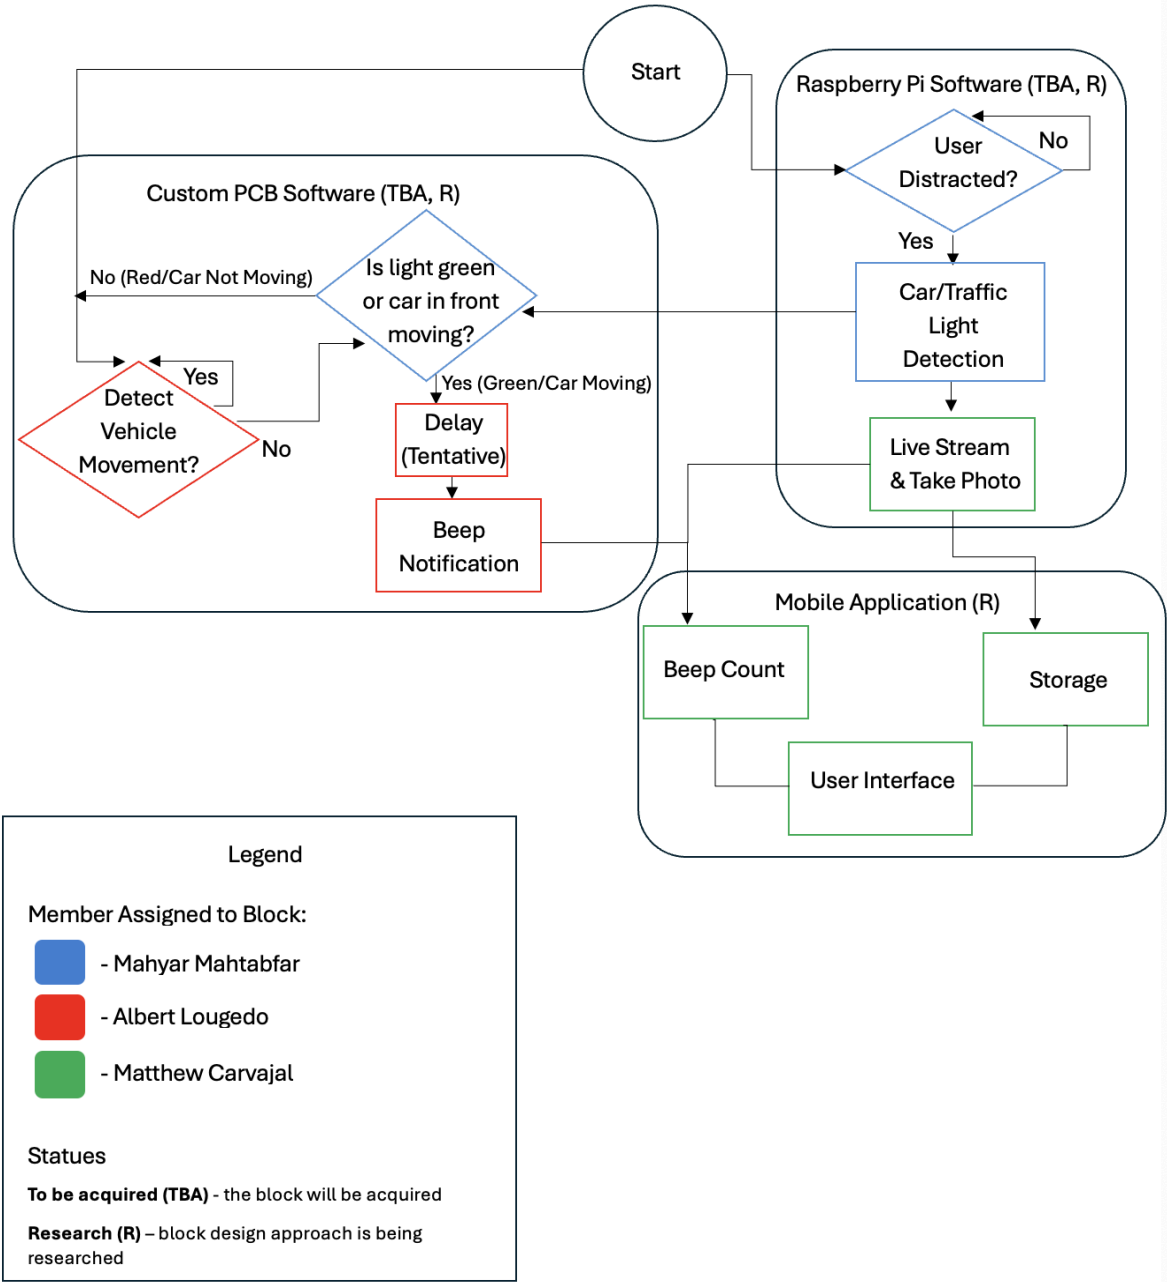 Start
Raspberry Pi Software (TBA, R)
User
Distracted?
No
Yes
Car/Traffic
Light
Detection
Live Stream
& Take Photo
Custom PCB Software (TBA, R)
Is light green
or car in front
moving?
No (Red/Car Not Moving)
Yes (Green/Car Moving)
Yes
Detect
Vehicle
Movement?
No
Delay
(Tentative)
Beep
Notification
Mobile Application (R)
Beep Count
Storage
User Interface
Legend
Member Assigned to Block:
- Mahyar Mahtabfar
- Albert Lougedo
- Matthew Carvajal
Statues
To be acquired (TBA) - the block will be acquired
Research (R) – block design approach is being
researched